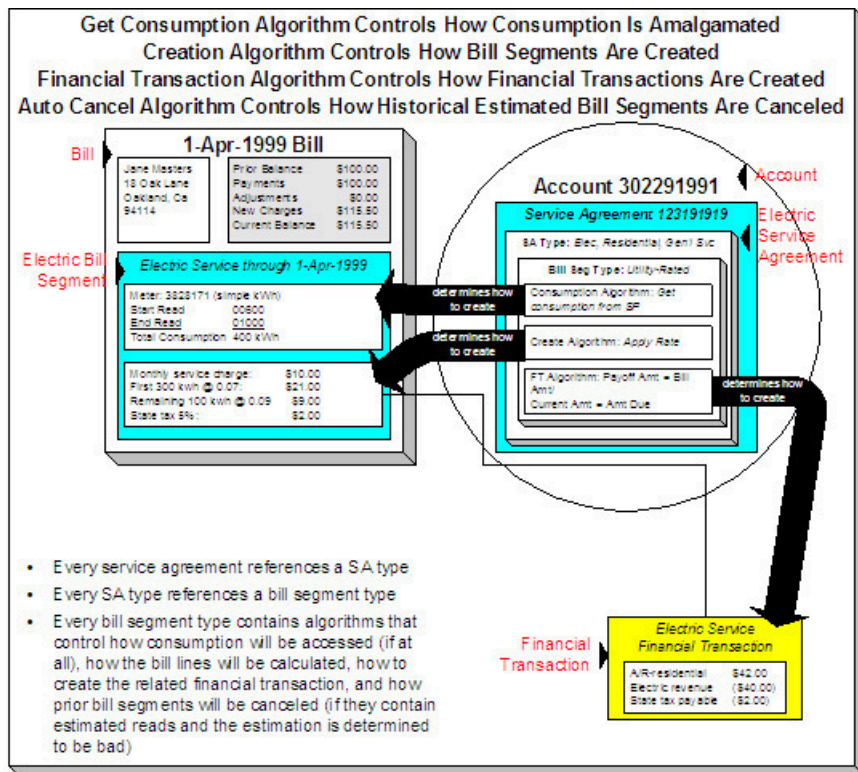 Get Consumption Algorithm Controls How Consumption Is Amalgamated
Creation Algorithm Controls How Bill Segments Are Created
Financial Transaction Algorithm Controls How Financial Transactions Are Created
Auto Cancel Algorithm Controls How Historical Estimated Bill Segments Are Canceled
Bill
1-Apr-1999 Bill
Jane Masters
18 Oak Lane
Oakland, Ca
94114
Prior Balance $100.00
Payments $100.00
Adjustments $0.00
New Charges $115.50
Current Balance $115.50
Electric Bill
Segment
Electric Service through 1-Apr-1999
Meter: 3828171 (simple kWh)
Start Read 00600
End Read 01000
Total Consumption 400 kWh
Monthly service charge: $10.00
First 300 kwh @ 0.07: $21.00
Remaining 100 kwh @ 0.09 $9.00
State tax 5%: $2.00
Account
Account 302291991
Service Agreement 123191919
Electric
Service
Agreement
SA Type: Elec, Residential, Gen'l Svc
Bill Seg Type: Utility-Rated
determines how
to create
Consumption Algorithm: Get
consumption from SP
determines how
to create
Create Algorithm: Apply Rate
FT Algorithm: Payoff Amt = Bill
Amt/
Current Amt = Amt Due
determines how
to create
• Every service agreement references a SA type
• Every SA type references a bill segment type
• Every bill segment type contains algorithms that
control how consumption will be accessed (if at
all), how the bill lines will be calculated, how to
create the related financial transaction, and how
prior bill segments will be canceled (if they contain
estimated reads and the estimation is determined
to be bad)
Financial
Transaction
Electric Service
Financial Transaction
A/R-residential $42.00
Electric revenue ($40.00)
State tax payable ($2.00)